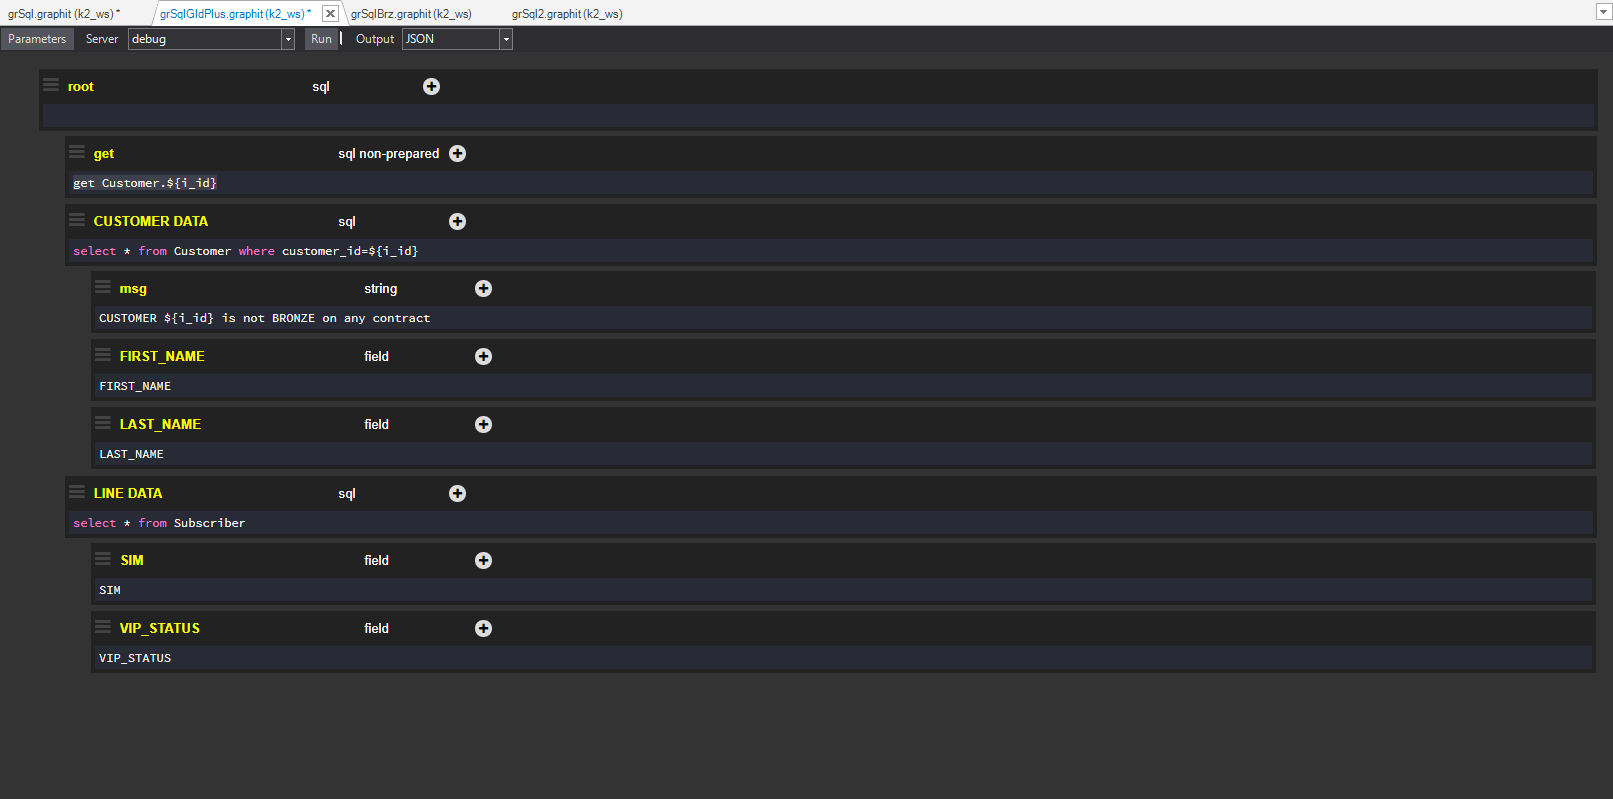 grSql.graphit (k2_ws) * grSqlGldPlus.graphit (k2_ws) * grSqlBrz.graphit (k2_ws) grSql2.graphit (k2_ws)
Parameters Server debug Run Output JSON
root sql
get sql non-prepared
get Customer.${i_id}
CUSTOMER DATA sql
select * from Customer where customer_id=${i_id}
msg string
CUSTOMER ${i_id} is not BRONZE on any contract
FIRST_NAME field
FIRST_NAME
LAST_NAME field
LAST_NAME
LINE DATA sql
select * from Subscriber
SIM field
SIM
VIP_STATUS field
VIP_STATUS